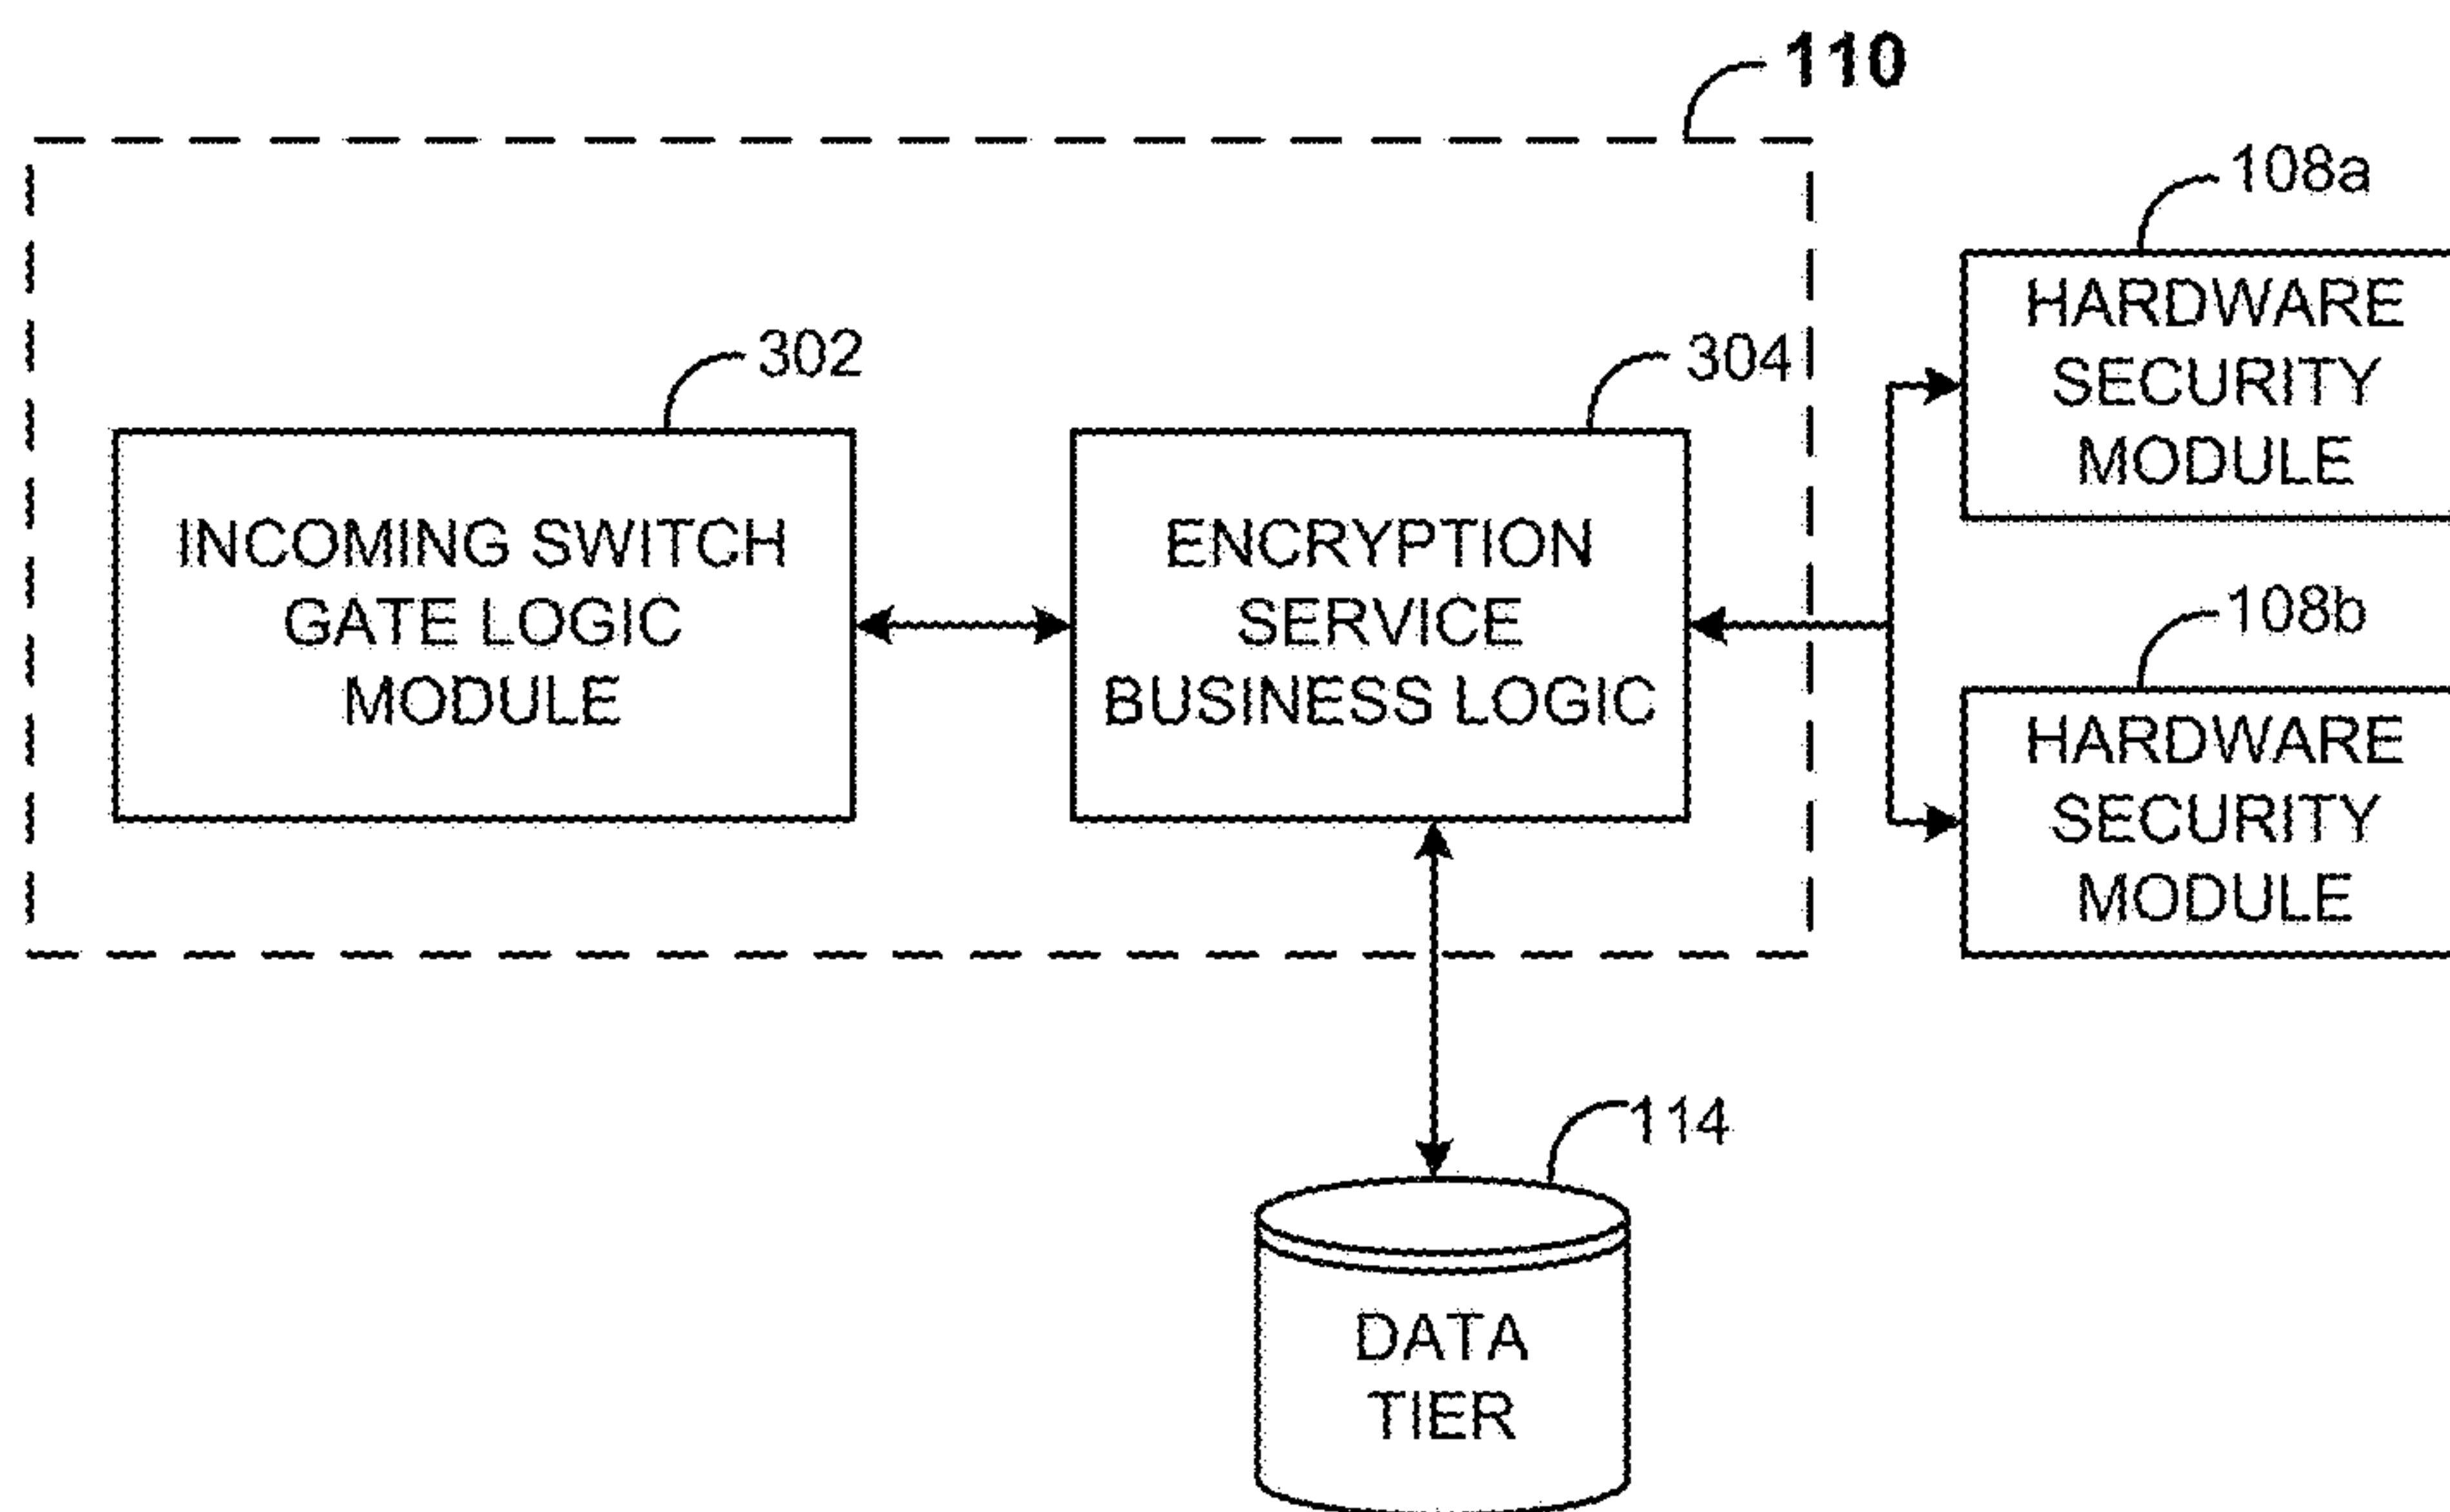 110
108a
HARDWARE
SECURITY
MODULE
302
304
INCOMING SWITCH
GATE LOGIC
MODULE
ENCRYPTION
SERVICE
BUSINESS LOGIC
108b
HARDWARE
SECURITY
MODULE
114
DATA
TIER